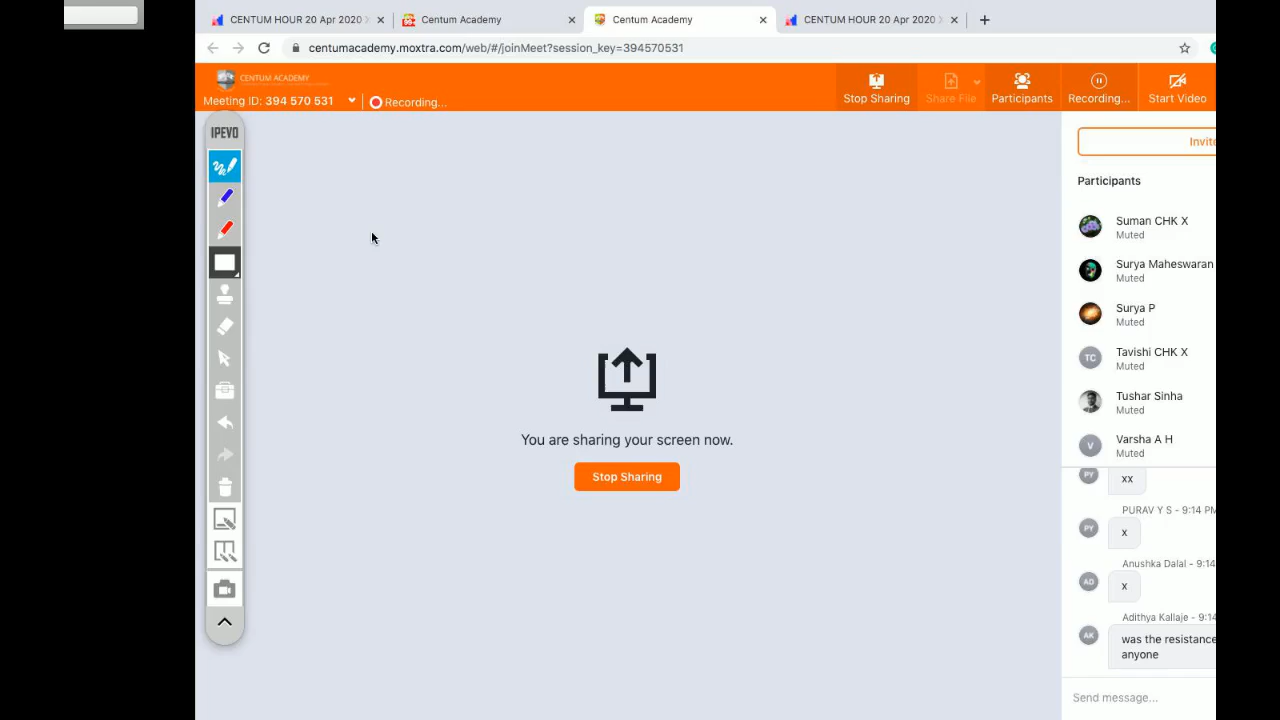 CENTUM HOUR 20 Apr 2020
Centum Academy
Centum Academy
CENTUM HOUR 20 Apr 2020
centumacademy.moxtra.com/web/#/joinMeet?session_key=394570531
CENTUM ACADEMY
Meeting ID: 394 570 531
Recording...
Stop Sharing
Share File
Participants
Recording...
Start Video
IPEVO
You are sharing your screen now.
Stop Sharing
Invite
Participants
Suman CHK X
Muted
Surya Maheswaran
Muted
Surya P
Muted
TC
Tavishi CHK X
Muted
Tushar Sinha
Muted
V
Varsha A H
Muted
PY
xx
PURAV Y S - 9:14 PM
PY
x
Anushka Dalal - 9:14
AD
x
Adithya Kallaje - 9:14
AK
was the resistance
anyone
Send message...